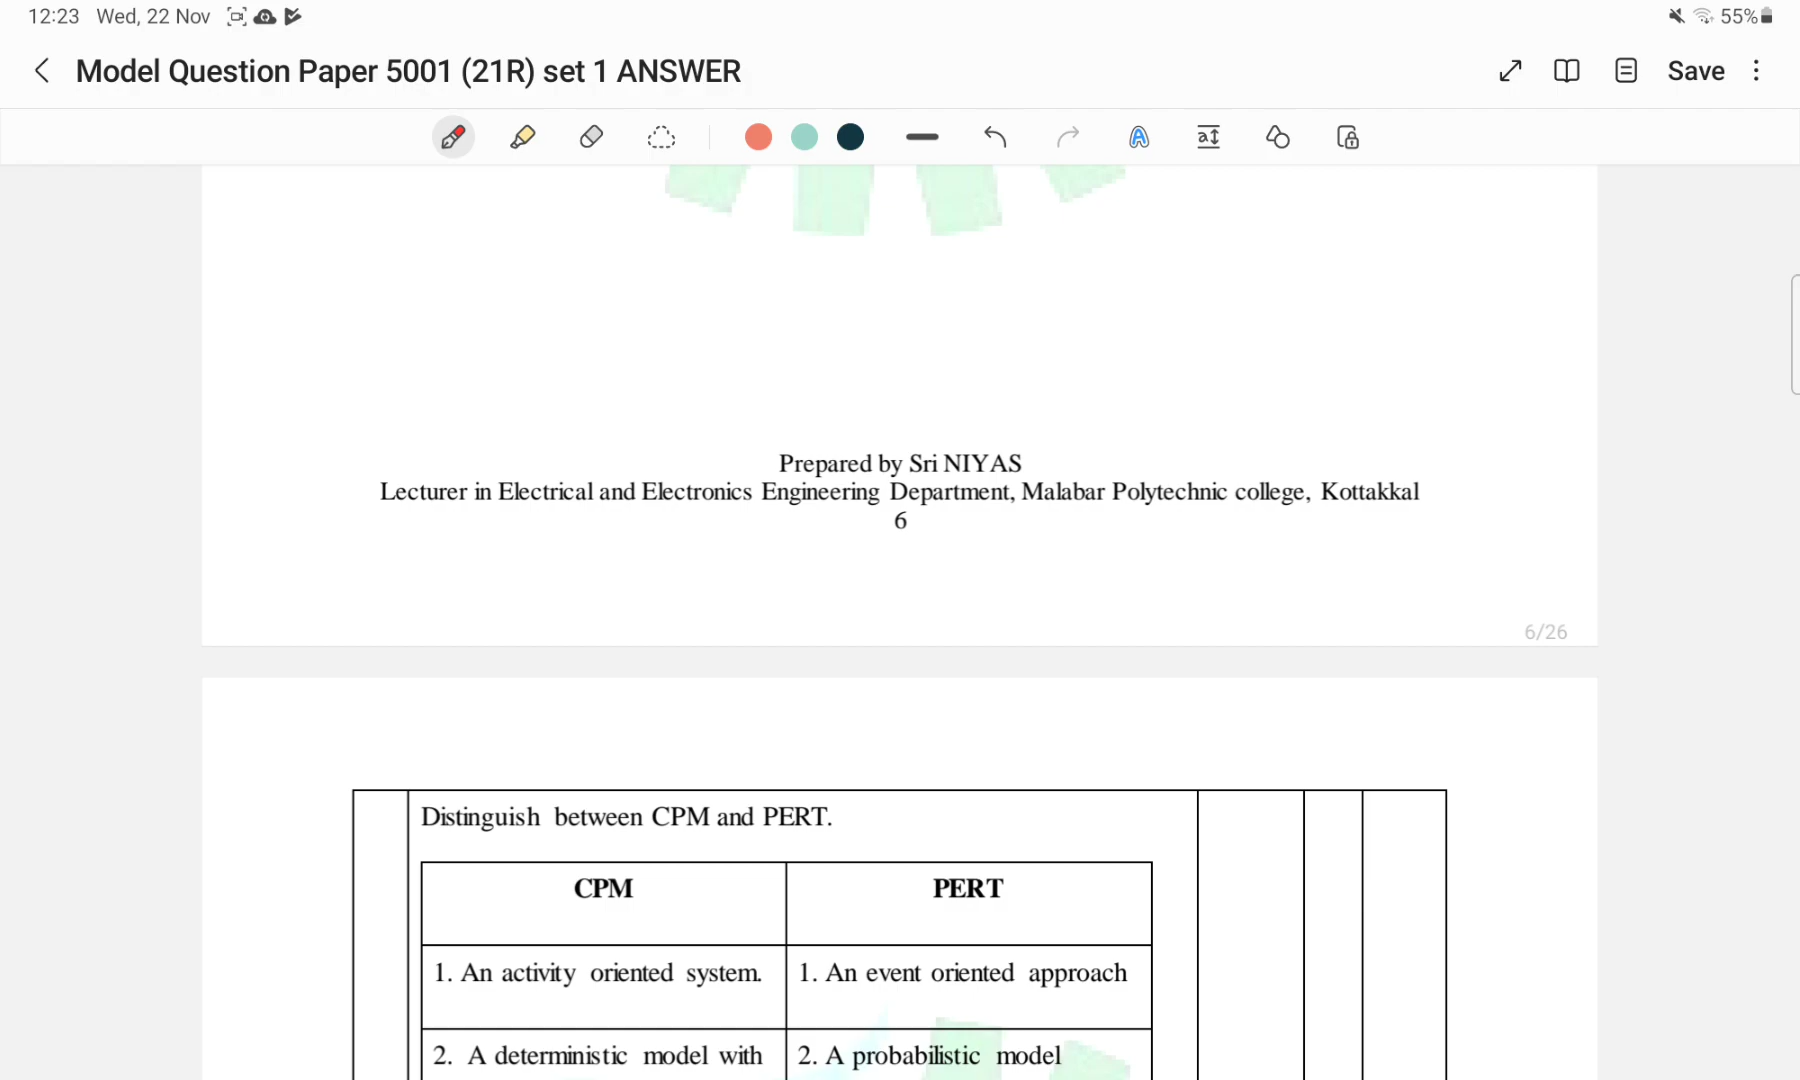 12:23 Wed, 22 Nov
55%
Model Question Paper 5001 (21R) set 1 ANSWER
Save
Prepared by Sri NIYAS
Lecturer in Electrical and Electronics Engineering Department, Malabar Polytechnic college, Kottakkal
6
6/26
Distinguish between CPM and PERT.
CPM PERT
1. An activity oriented system. 1. An event oriented approach
2. A deterministic model with 2. A probabilistic model